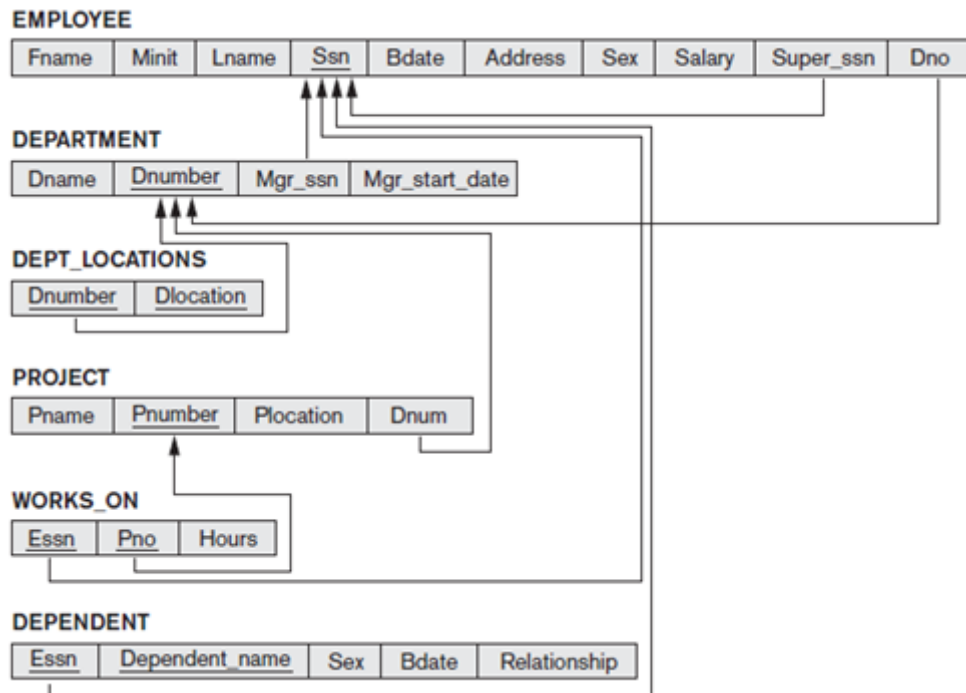 EMPLOYEE
Fname Minit Lname Ssn Bdate Address Sex Salary Super_ssn Dno
DEPARTMENT
Dname Dnumber Mgr_ssn Mgr_start_date
DEPT_LOCATIONS
Dnumber Dlocation
PROJECT
Pname Pnumber Plocation Dnum
WORKS_ON
Essn Pno Hours
DEPENDENT
Essn Dependent_name Sex Bdate Relationship